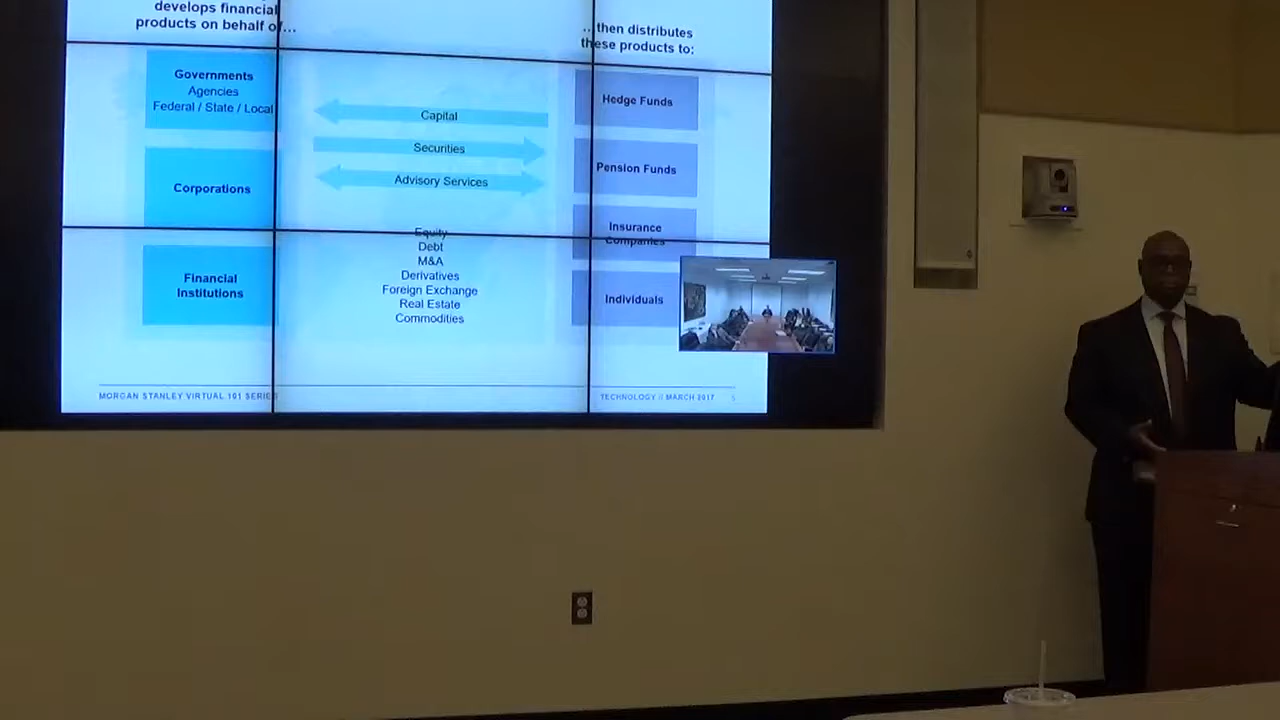 develops financial
products on behalf of…
…then distributes
these products to:
Governments
Agencies
Federal / State / Local
Corporations
Financial
Institutions
Capital
Securities
Advisory Services
Equity
Debt
M&A
Derivatives
Foreign Exchange
Real Estate
Commodities
Hedge Funds
Pension Funds
Insurance
Companies
Individuals
MORGAN STANLEY VIRTUAL 101 SERIES
TECHNOLOGY // MARCH 2017